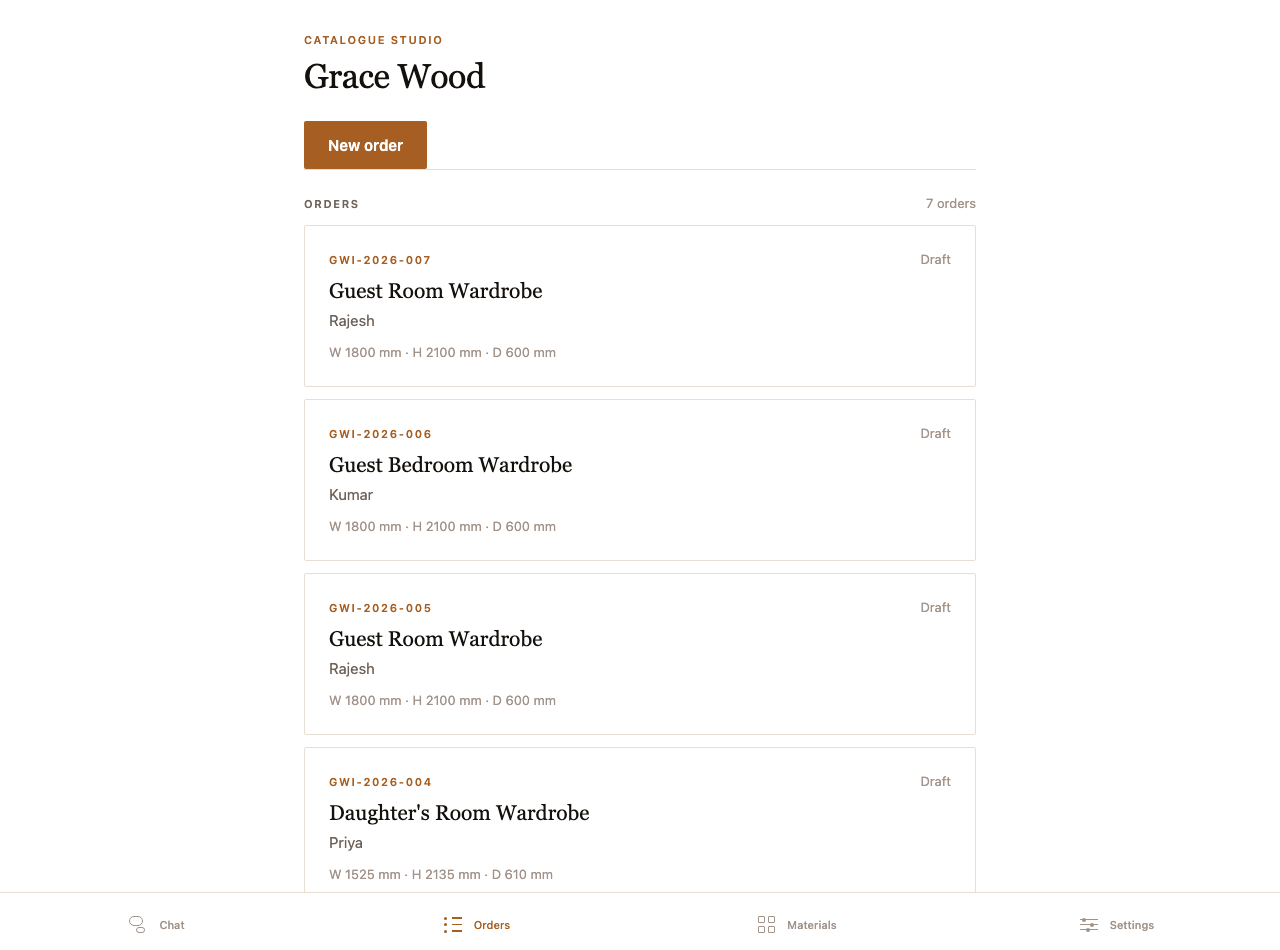 CATALOGUE STUDIO
Grace Wood
New order
ORDERS
7 orders
GWI-2026-007
Draft
Guest Room Wardrobe
Rajesh
W 1800 mm · H 2100 mm · D 600 mm
GWI-2026-006
Draft
Guest Bedroom Wardrobe
Kumar
W 1800 mm · H 2100 mm · D 600 mm
GWI-2026-005
Draft
Guest Room Wardrobe
Rajesh
W 1800 mm · H 2100 mm · D 600 mm
GWI-2026-004
Draft
Daughter's Room Wardrobe
Priya
W 1525 mm · H 2135 mm · D 610 mm
Chat
Orders
Materials
Settings